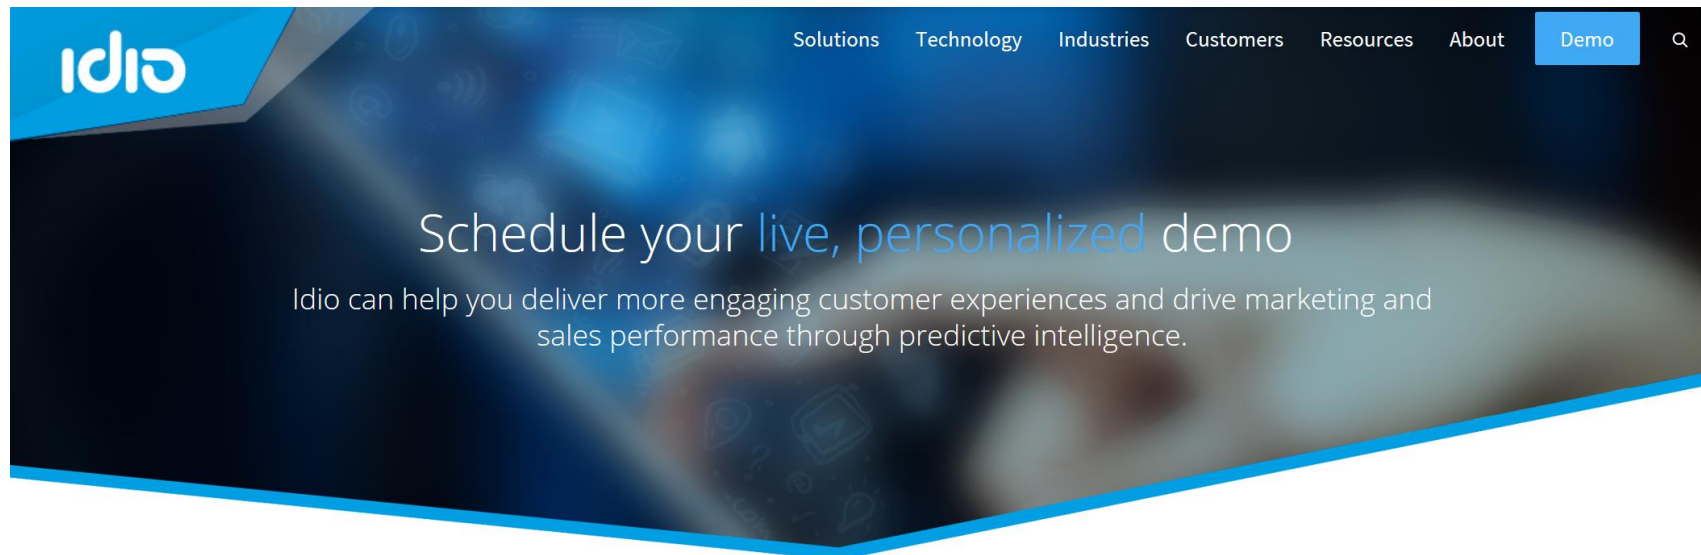 Idio
Solutions Technology Industries Customers Resources About Demo
Schedule your live, personalized demo
Idio can help you deliver more engaging customer experiences and drive marketing and
sales performance through predictive intelligence.
.com